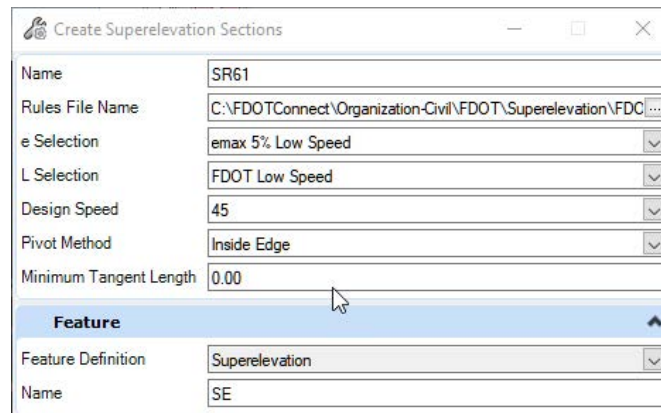 Create Superelevation Sections
Name SR61
Rules File Name C:\FDOTConnect\Organization-Civil\FDOT\Superelevation\FDC ...
e Selection emax 5% Low Speed
L Selection FDOT Low Speed
Design Speed 45
Pivot Method Inside Edge
Minimum Tangent Length 0.00
Feature
Feature Definition Superelevation
Name SE